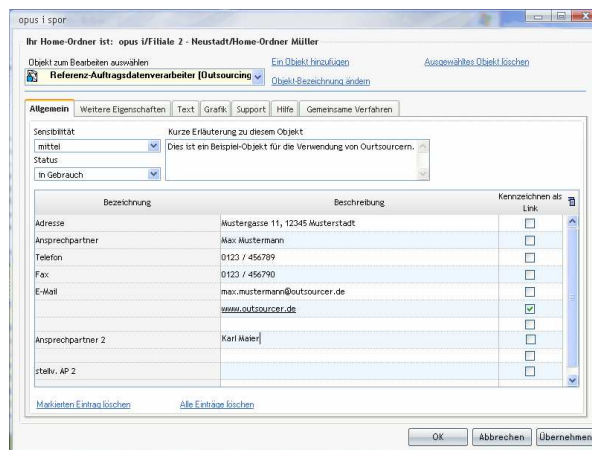 opus i spor
Ihr Home-Ordner ist: opus i/Filiale 2 - Neustadt/Home-Ordner Müller
Objekt zum Bearbeiten auswählen
Ein Objekt hinzufügen
Ausgewähltes Objekt löschen
Referenz-Auftragsdatenverarbeiter [Outsourcing
Objekt-Bezeichnung ändern
Allgemein Weitere Eigenschaften Text Grafik Support Hilfe Gemeinsame Verfahren
Sensibilität
Kurze Erläuterung zu diesem Objekt
mittel
Dies ist ein Beispiel-Objekt für die Verwendung von Ourtsourcern.
Status
in Gebrauch
Bezeichnung Beschreibung Kennzeichnen als
Link
Adresse Mustergasse 11, 12345 Musterstadt
Ansprechpartner Max Mustermann
Telefon 0123 / 456789
Fax 0123 / 456790
E-Mail max.mustermann@outsourcer.de
www.outsourcer.de
Ansprechpartner 2 Karl Maier
stellv. AP 2
Markierten Eintrag löschen Alle Einträge löschen
OK Abbrechen Übernehmen